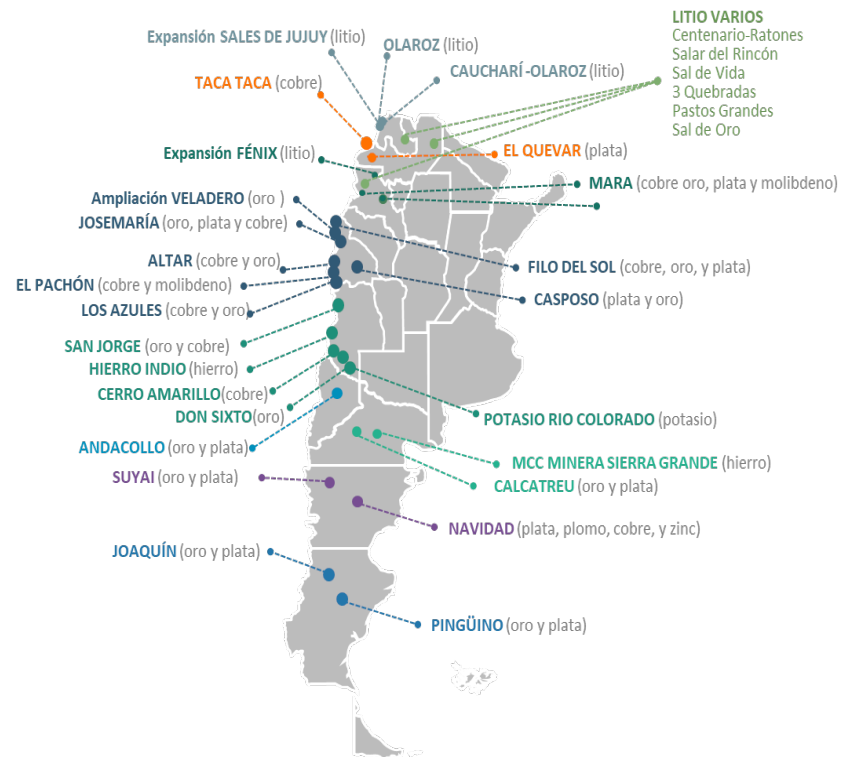 LITIO VARIOS
Centenario-Ratones
Salar del Rincón
Sal de Vida
3 Quebradas
Pastos Grandes
Sal de Oro
Expansión SALES DE JUJUY (litio)
OLAROZ (litio)
CAUCHARÍ -OLAROZ (litio)
TACA TACA (cobre)
EL QUEVAR (plata)
Expansión FÉNIX (litio)
MARA (cobre oro, plata y molibdeno)
Ampliación VELADERO (oro )
JOSEMARÍA (oro, plata y cobre)
ALTAR (cobre y oro)
FILO DEL SOL (cobre, oro, y plata)
EL PACHÓN (cobre y molibdeno)
CASPOSO (plata y oro)
LOS AZULES (cobre y oro)
SAN JORGE (oro y cobre)
HIERRO INDIO (hierro)
CERRO AMARILLO(cobre)
DON SIXTO(oro)
POTASIO RIO COLORADO (potasio)
ANDACOLLO (oro y plata)
MCC MINERA SIERRA GRANDE (hierro)
SUYAI (oro y plata)
CALCATREU (oro y plata)
NAVIDAD (plata, plomo, cobre, y zinc)
JOAQUÍN (oro y plata)
PINGÜINO (oro y plata)